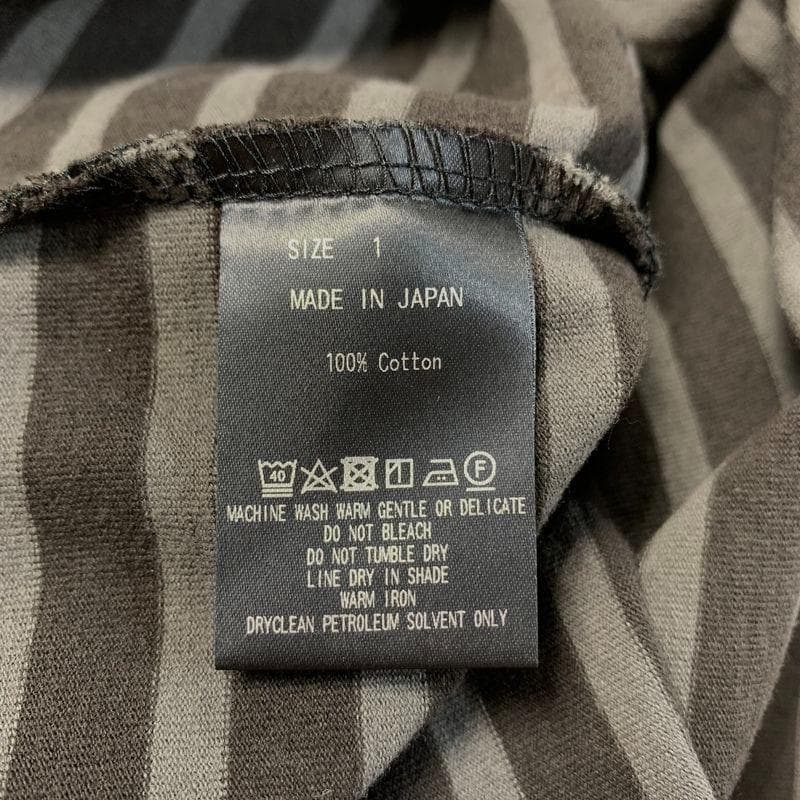 SIZE 1
MADE IN JAPAN
100% Cotton
40 F
MACHINE WASH WARM GENTLE OR DELICATE
DO NOT BLEACH
DO NOT TUMBLE DRY
LINE DRY IN SHADE
WARM IRON
DRYCLEAN PETROLEUM SOLVENT ONLY